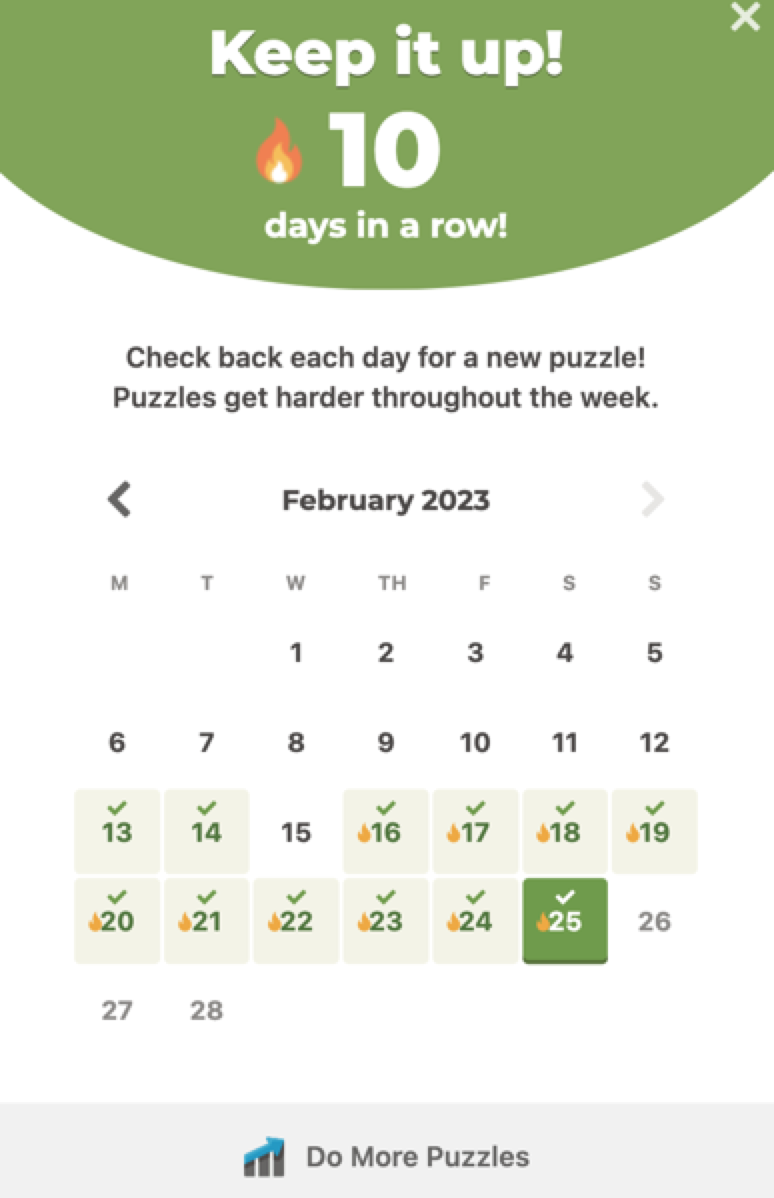 Keep it up!
10
days in a row!
Check back each day for a new puzzle!
Puzzles get harder throughout the week.
February 2023
M T W TH F S S
1 2 3 4 5
6 7 8 9 10 11 12
13 14 15 16 17 18 19
20 21 22 23 24 25 26
27 28
Do More Puzzles